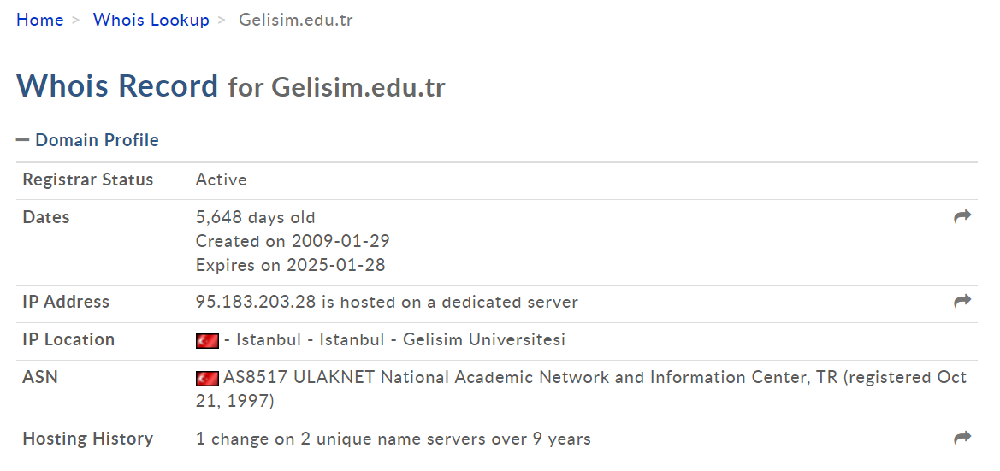 Home > Whois Lookup > Gelisim.edu.tr
Whois Record for Gelisim.edu.tr
Domain Profile
Registrar Status Active
Dates 5,648 days old
Created on 2009-01-29
Expires on 2025-01-28
IP Address 95.183.203.28 is hosted on a dedicated server
IP Location - Istanbul - Istanbul - Gelisim Universitesi
ASN AS8517 ULAKNET National Academic Network and Information Center, TR (registered Oct
21, 1997)
Hosting History 1 change on 2 unique name servers over 9 years